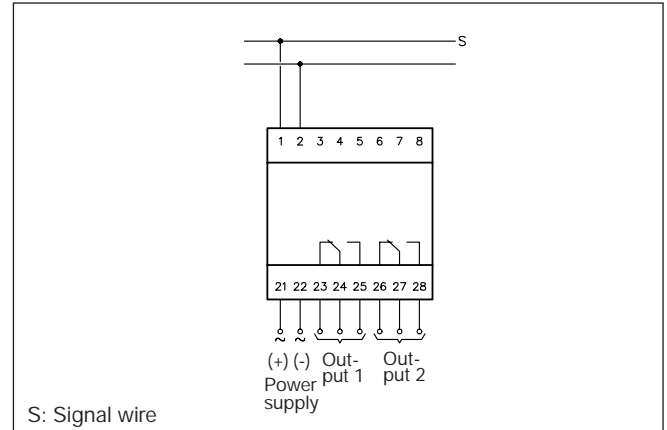 S
1 2 3 4 5 6 7 8
21 22 23 24 25 26 27 28
~ ~
(+) (-) Out- Out-
Power put 1 put 2
supply
S: Signal wire